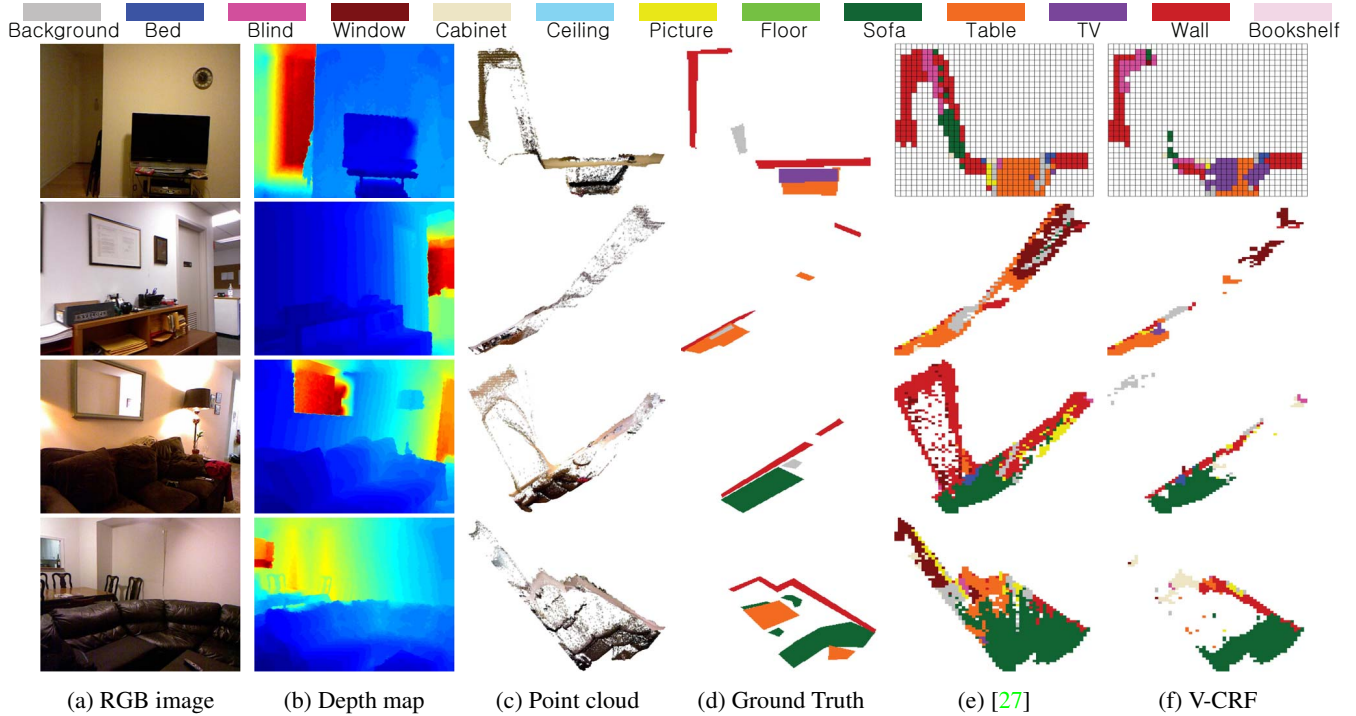 Background Bed Blind Window Cabinet Ceiling Picture Floor Sofa Table TV Wall Bookshelf
(a) RGB image (b) Depth map (c) Point cloud (d) Ground Truth (e) [27] (f) V-CRF